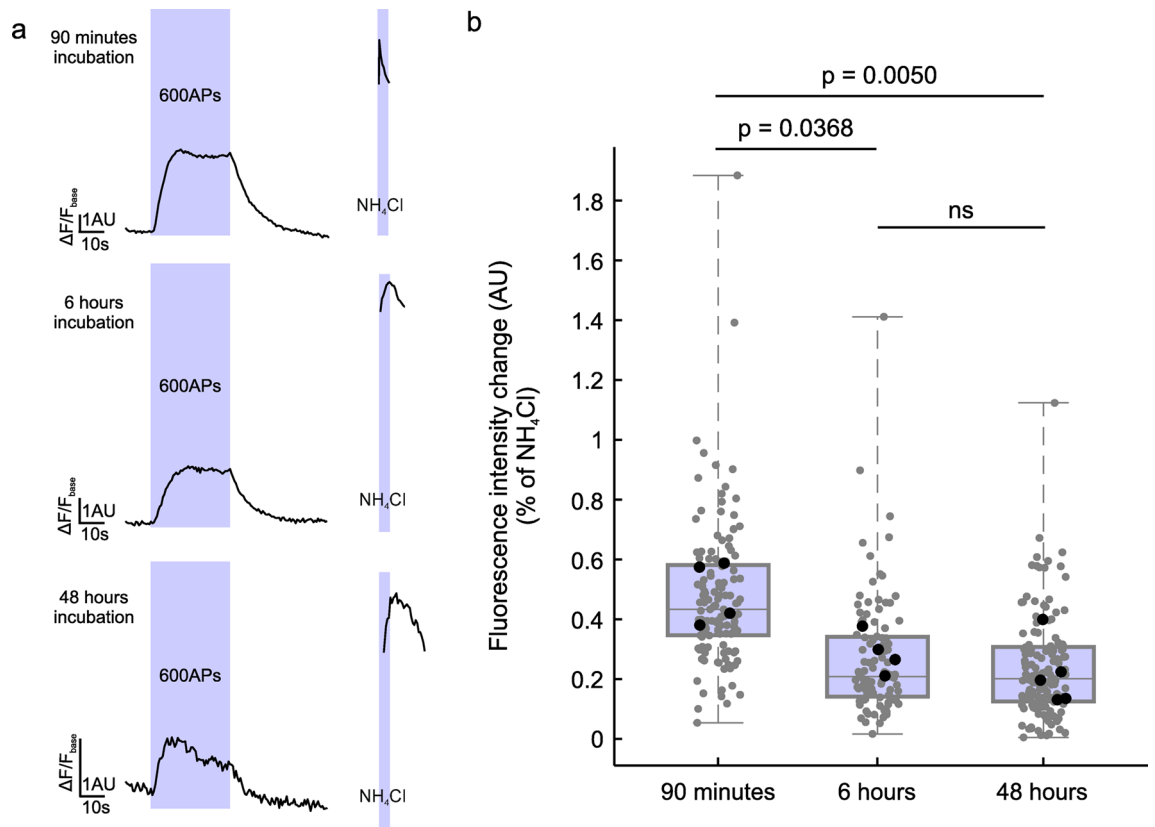 a
90 minutes
incubation
600APs
ΔF/Fbase
1AU
10s
NH4Cl
6 hours
incubation
600APs
ΔF/Fbase
1AU
10s
NH4Cl
48 hours
incubation
600APs
ΔF/Fbase
1AU
10s
NH4Cl
b
p = 0.0050
p = 0.0368
ns
Fluorescence intensity change (AU)
(% of NH4Cl)
1.8
1.6
1.4
1.2
1
0.8
0.6
0.4
0.2
0
90 minutes
6 hours
48 hours